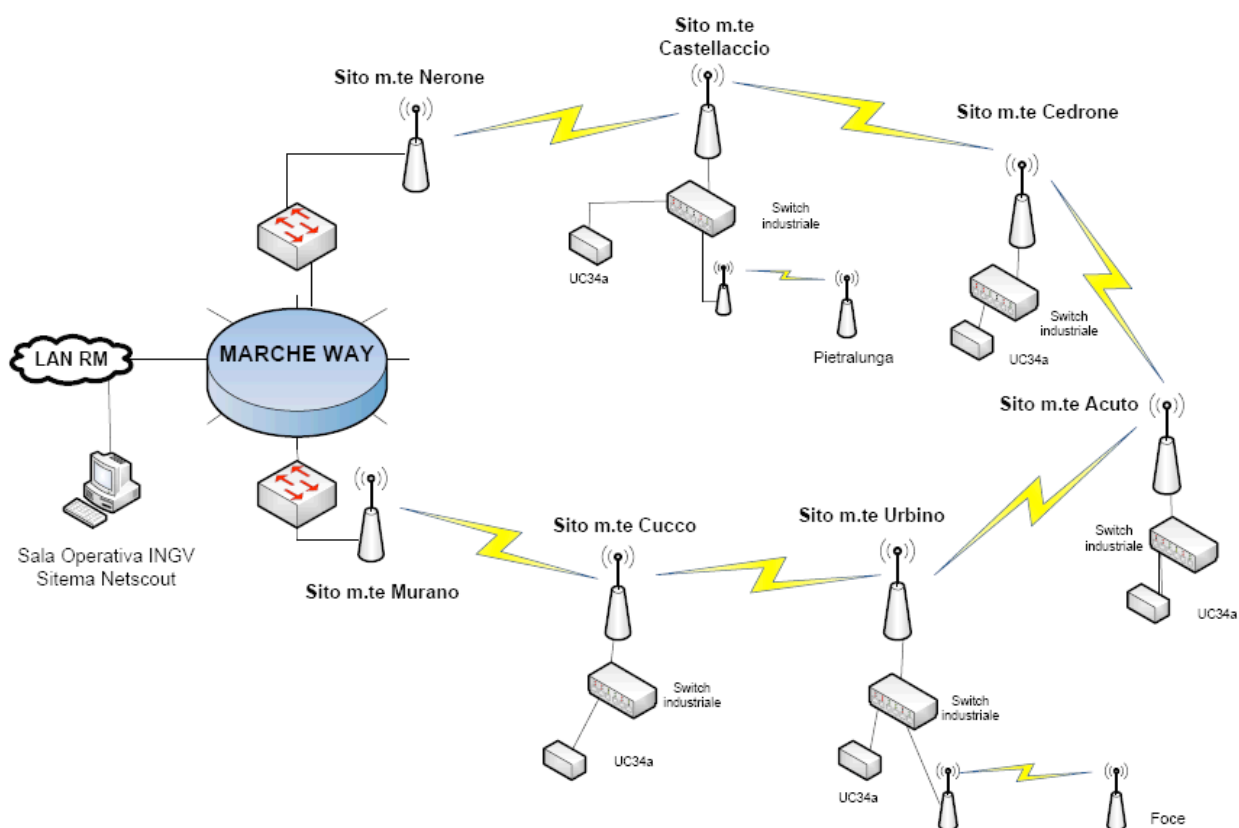 Sito m.te
Castellaccio
Sito m.te Nerone
Sito m.te Cedrone
Switch
industriale
UC34a
Pietralunga
Switch
industriale
UC34a
MARCHE WAY
LAN RM
Sito m.te Acuto
Sala Operativa INGV
Sitema Netscout
Sito m.te Murano
Sito m.te Cucco
Sito m.te Urbino
Switch
industriale
UC34a
Switch
industriale
UC34a
Switch
industriale
UC34a
Foce